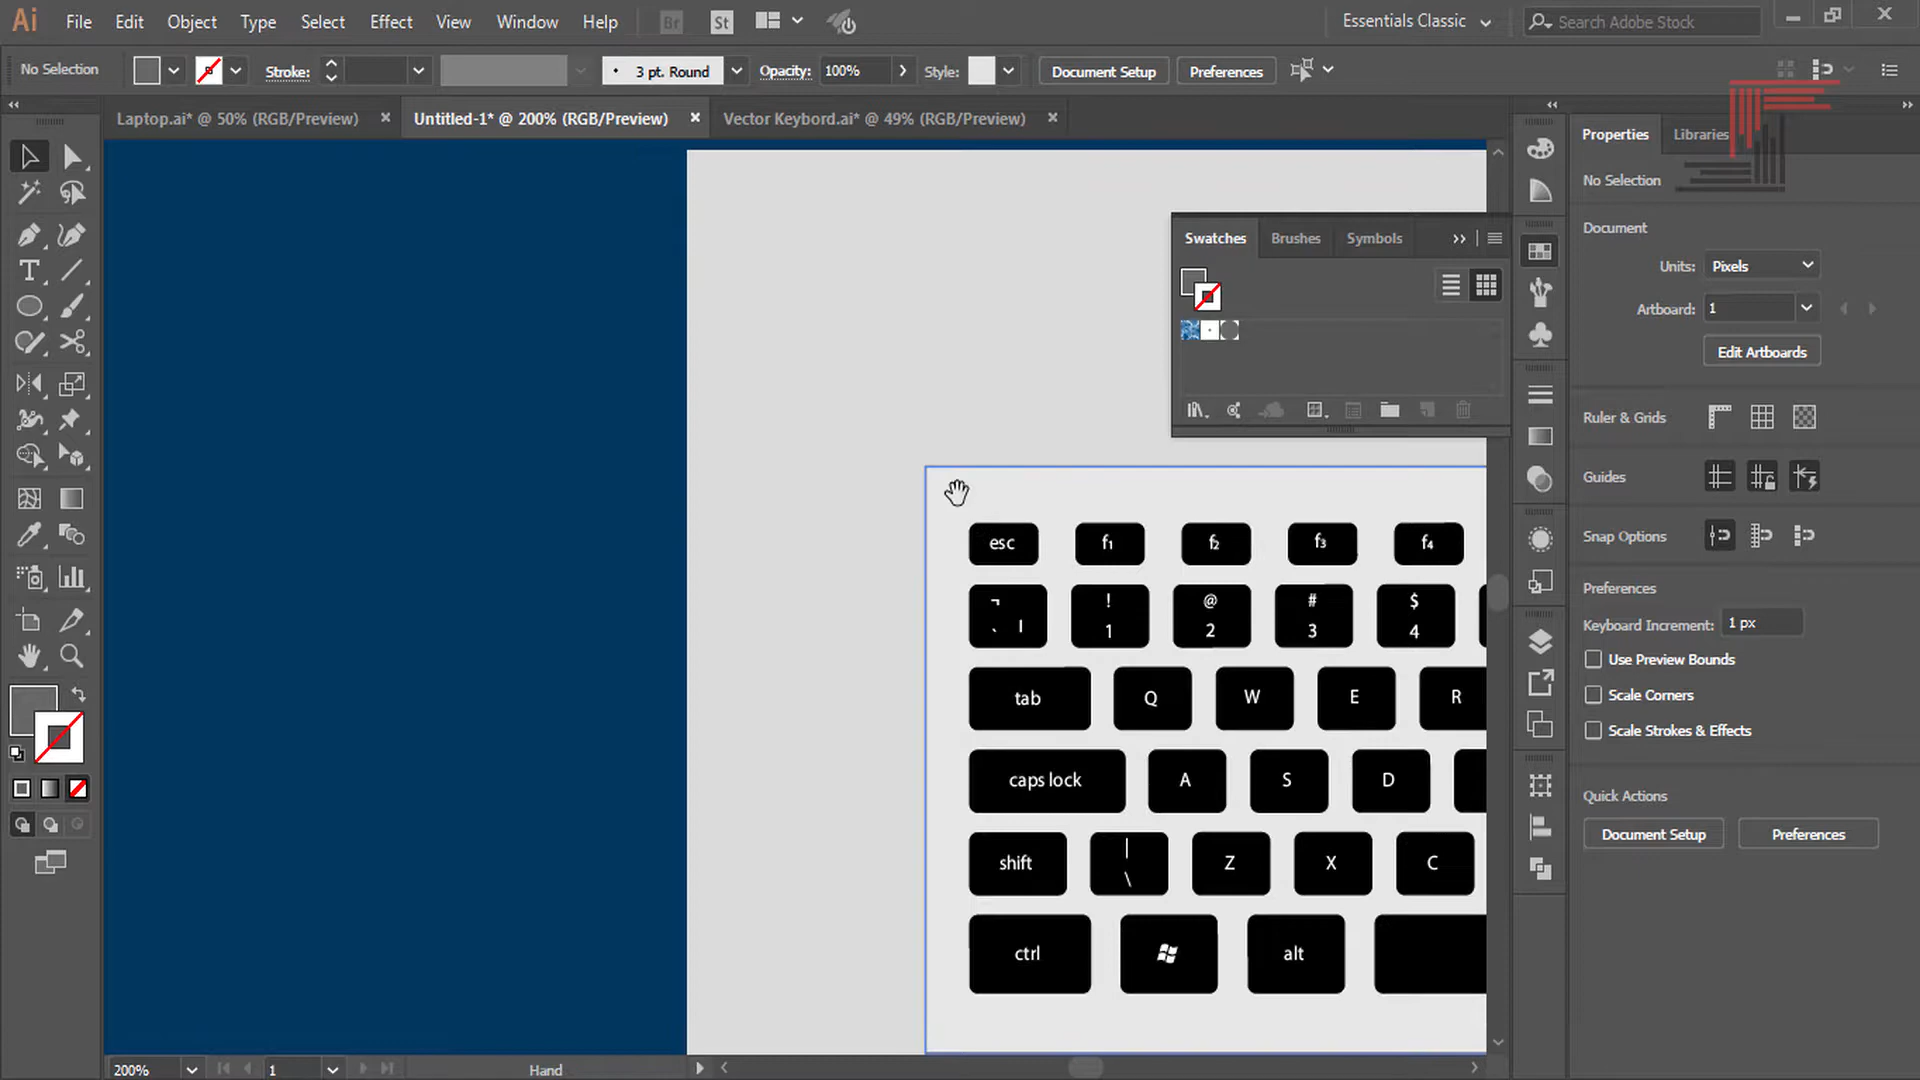 Ai File Edit Object Type Select Effect View Window Help Br St Essentials Classic Search Adobe Stock
No Selection Stroke: 3 pt. Round Opacity: 100% Style: Document Setup Preferences
Laptop.ai* @ 50% (RGB/Preview) × Untitled-1* @ 200% (RGB/Preview) × Vector Keybord.ai* @ 49% (RGB/Preview) ×
Properties Libraries
No Selection
Document
Units: Pixels
Artboard: 1
Edit Artboards
Ruler & Grids
Guides
Snap Options
Preferences
Keyboard Increment: 1 px
Use Preview Bounds
Scale Corners
Scale Strokes & Effects
Quick Actions
Document Setup Preferences
Swatches Brushes Symbols
esc f1 f2 f3 f4
¬ ! @ # $
` | 1 2 3 4
tab Q W E R
caps lock A S D
shift | \ Z X C
ctrl alt
200% 1 Hand